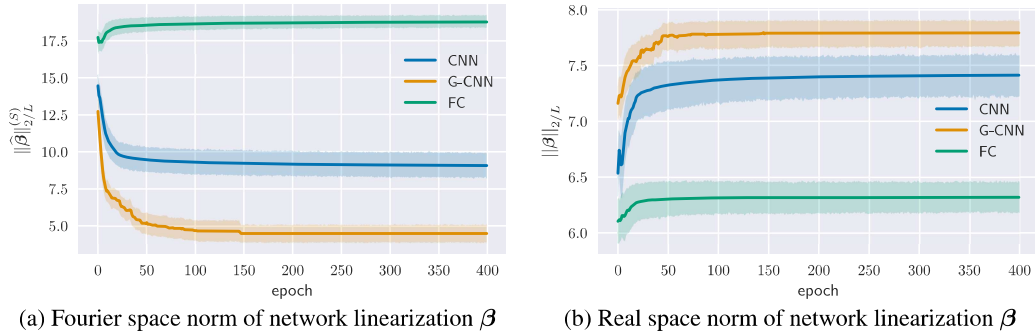 17.5
15.0
12.5
10.0
7.5
5.0
‖β̂‖₂/L^(S)
CNN
G-CNN
FC
0 50 100 150 200 250 300 350 400
epoch
(a) Fourier space norm of network linearization β
8.0
7.5
7.0
6.5
6.0
||β||₂/L
CNN
G-CNN
FC
0 50 100 150 200 250 300 350 400
epoch
(b) Real space norm of network linearization β